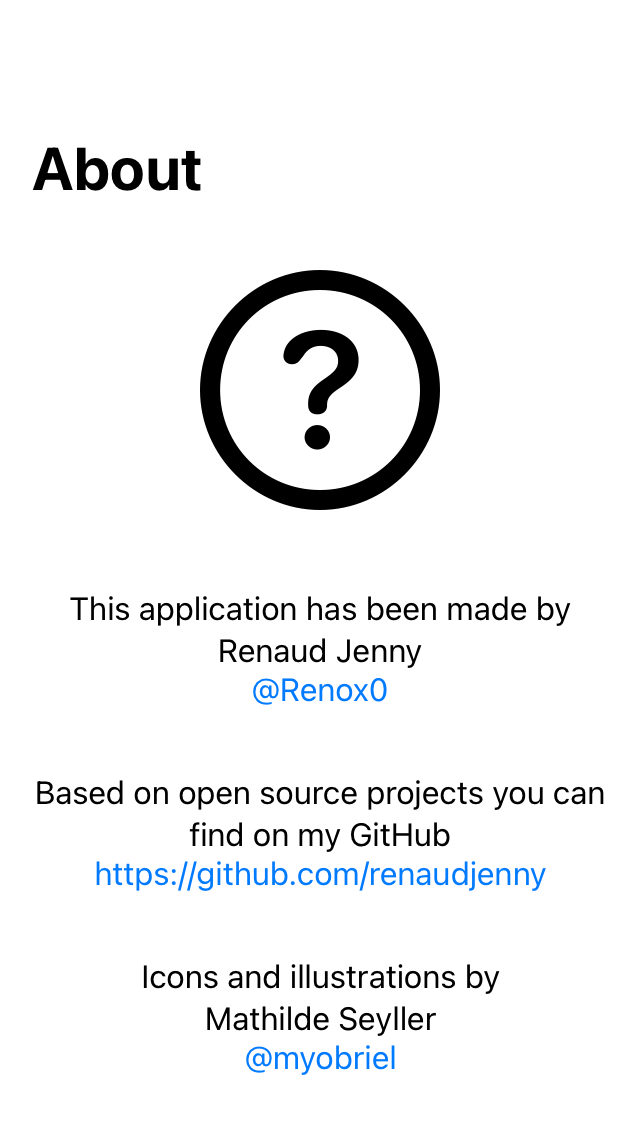 About
?
This application has been made by
Renaud Jenny
@Renox0
Based on open source projects you can
find on my GitHub
https://github.com/renaudjenny
Icons and illustrations by
Mathilde Seyller
@myobriel